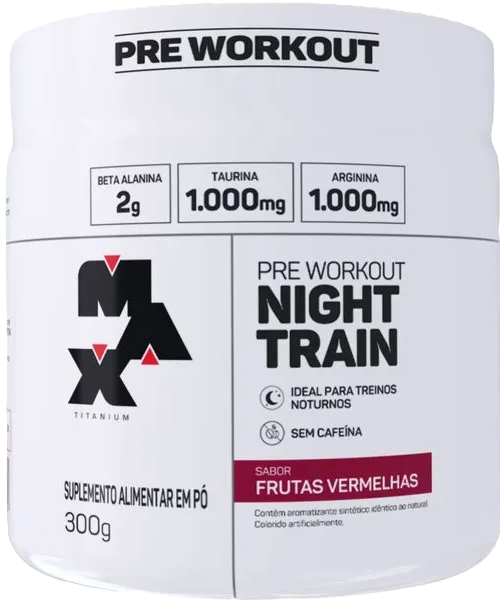 PRE WORKOUT
BETA ALANINA
2g
TAURINA
1.000mg
ARGININA
1.000mg
MAX
TITANIUM
SUPLEMENTO ALIMENTAR EM PÓ
300g
PRE WORKOUT
NIGHT
TRAIN
IDEAL PARA TREINOS
NOTURNOS
SEM CAFEÍNA
SABOR
FRUTAS VERMELHAS
Contém aromatizante sintético idêntico ao natural
Colorido artificialmente.